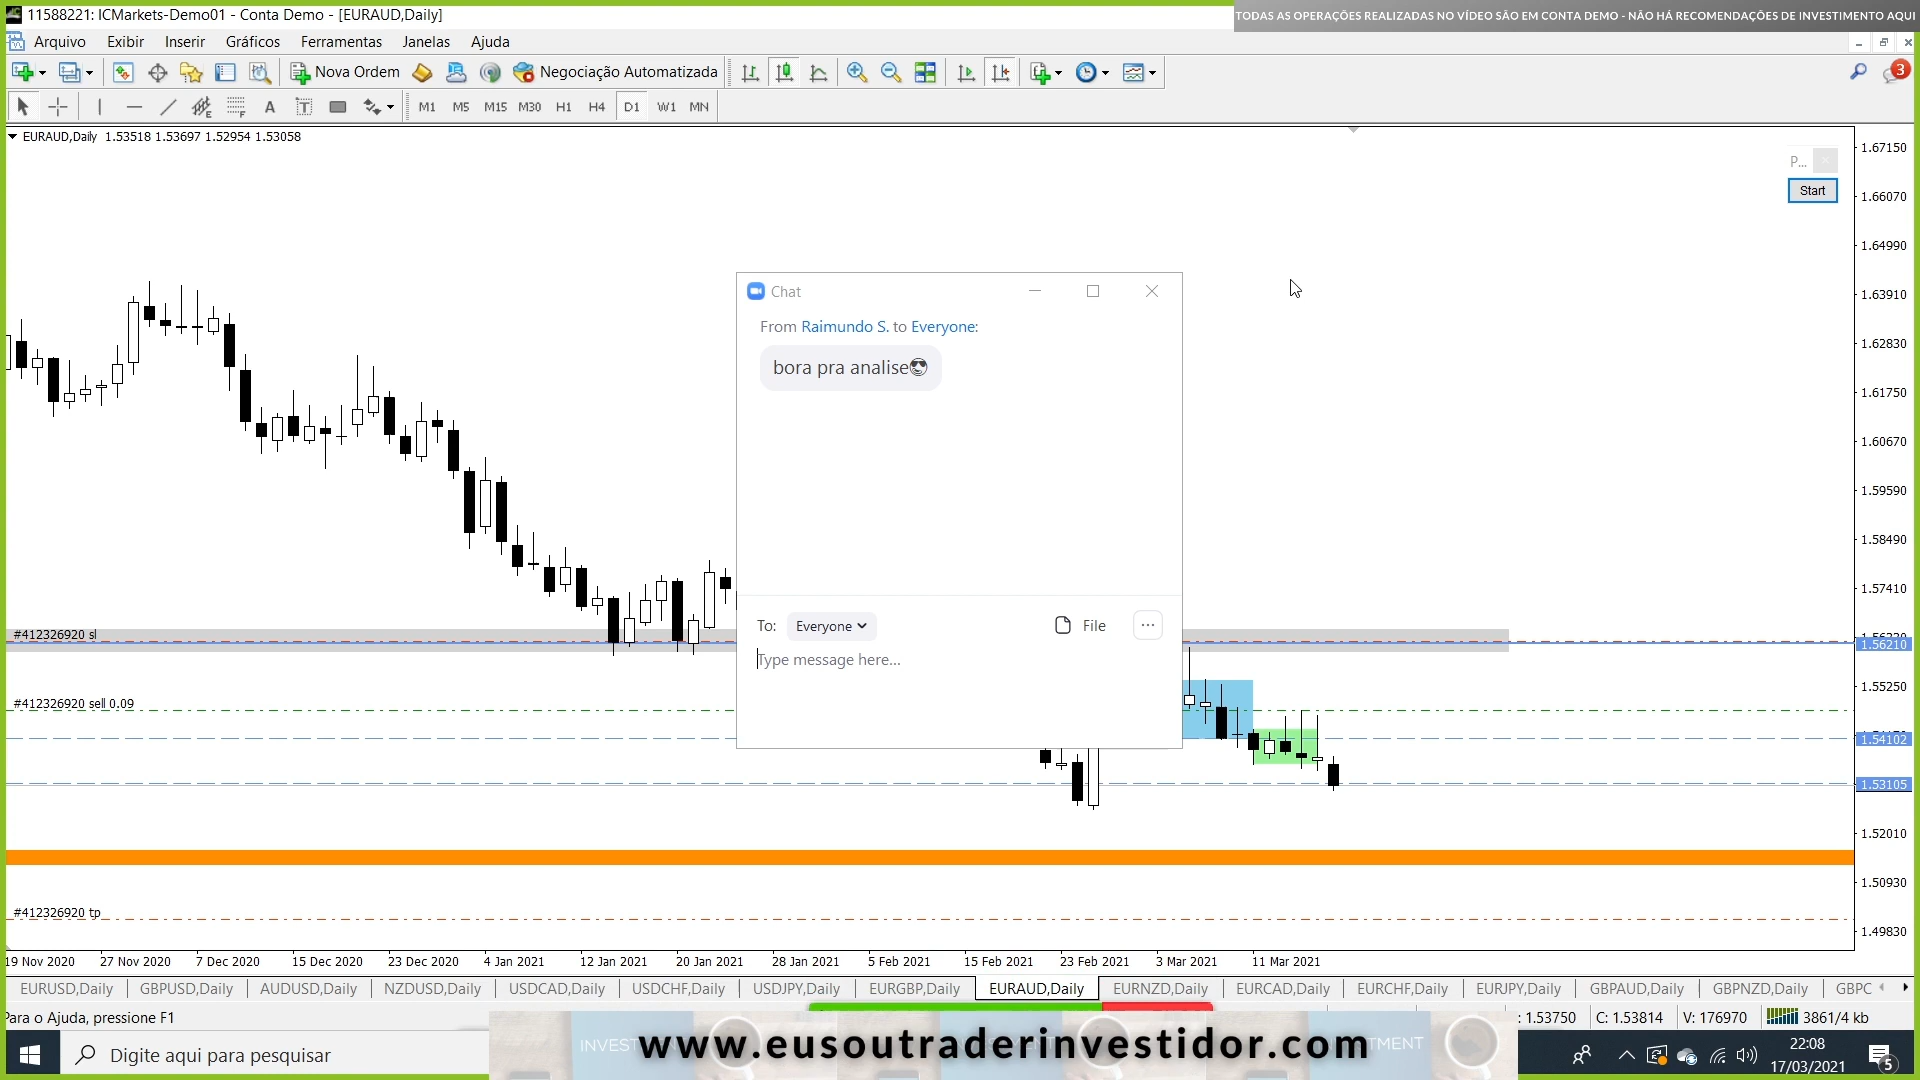 11588221: ICMarkets-Demo01 - Conta Demo - [EURAUD,Daily]
TODAS AS OPERAÇÕES REALIZADAS NO VÍDEO SÃO EM CONTA DEMO - NÃO HÁ RECOMENDAÇÕES DE INVESTIMENTO AQUI
Arquivo Exibir Inserir Gráficos Ferramentas Janelas Ajuda
Nova Ordem Negociação Automatizada 3
A T M1 M5 M15 M30 H1 H4 D1 W1 MN
EURAUD,Daily 1.53518 1.53697 1.52954 1.53058
P...
Start
1.67150
1.66070
1.64990
1.63910
1.62830
1.61750
1.60670
1.59590
1.58490
1.57410
1.56210
1.55250
1.54102
1.53105
1.52010
1.50930
1.49830
Chat
From Raimundo S. to Everyone:
bora pra analise😎
To: Everyone File ...
Type message here...
#412326920 sl
#412326920 sell 0.09
#412326920 tp
19 Nov 2020 27 Nov 2020 7 Dec 2020 15 Dec 2020 23 Dec 2020 4 Jan 2021 12 Jan 2021 20 Jan 2021 28 Jan 2021 5 Feb 2021 15 Feb 2021 23 Feb 2021 3 Mar 2021 11 Mar 2021
EURUSD,Daily GBPUSD,Daily AUDUSD,Daily NZDUSD,Daily USDCAD,Daily USDCHF,Daily USDJPY,Daily EURGBP,Daily EURAUD,Daily EURNZD,Daily EURCAD,Daily EURCHF,Daily EURJPY,Daily GBPAUD,Daily GBPNZD,Daily GBPC
Para o Ajuda, pressione F1
: 1.53750 C: 1.53814 V: 176970 3861/4 kb
Digite aqui para pesquisar
www.eusoutraderinvestidor.com
22:08
17/03/2021
5